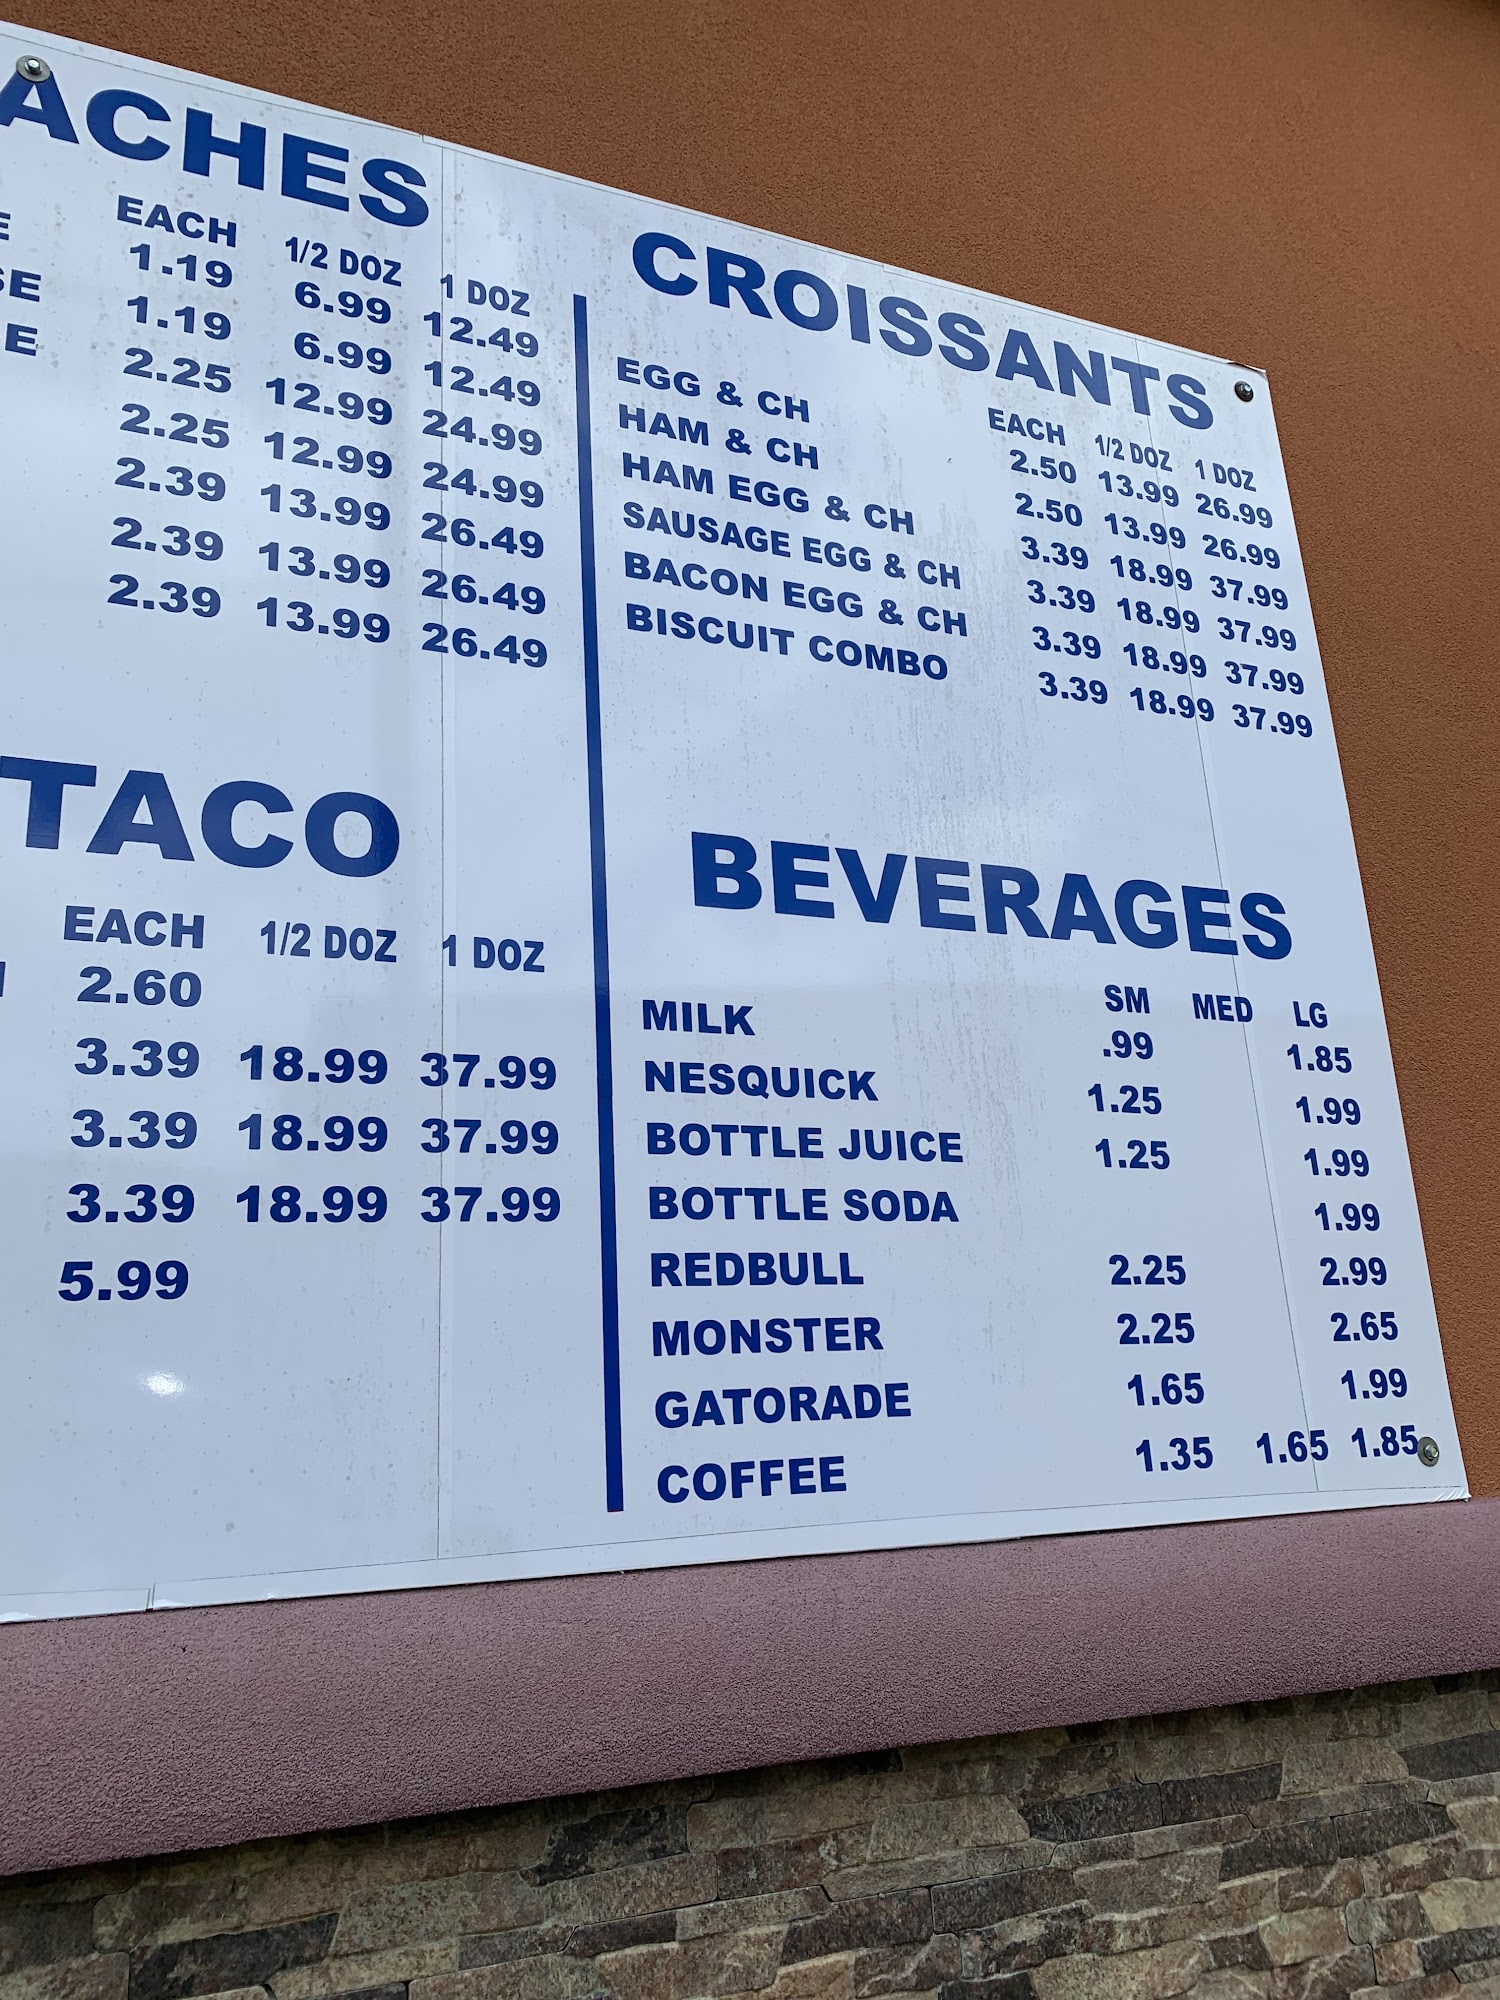 ACHES
EACH 1/2 DOZ 1 DOZ
E 1.19 6.99 12.49
SE 1.19 6.99 12.49
E 2.25 12.99 24.99
2.25 12.99 24.99
2.39 13.99 26.49
2.39 13.99 26.49
2.39 13.99 26.49
TACO
EACH 1/2 DOZ 1 DOZ
2.60
3.39 18.99 37.99
3.39 18.99 37.99
3.39 18.99 37.99
5.99
CROISSANTS
EACH 1/2 DOZ 1 DOZ
EGG & CH 2.50 13.99 26.99
HAM & CH 2.50 13.99 26.99
HAM EGG & CH 3.39 18.99 37.99
SAUSAGE EGG & CH 3.39 18.99 37.99
BACON EGG & CH 3.39 18.99 37.99
BISCUIT COMBO 3.39 18.99 37.99
BEVERAGES
SM MED LG
MILK .99 1.85
NESQUICK 1.25 1.99
BOTTLE JUICE 1.25 1.99
BOTTLE SODA 1.99
REDBULL 2.25 2.99
MONSTER 2.25 2.65
GATORADE 1.65 1.99
COFFEE 1.35 1.65 1.85